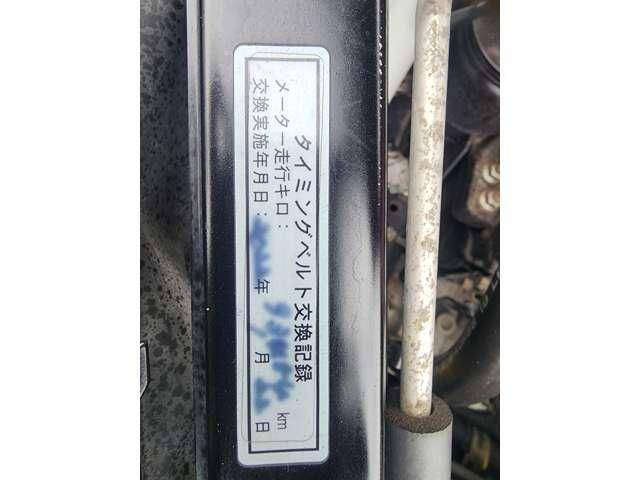 タイミングベルト交換記録
メーター走行キロ： km
交換実施年月日： 年 月 日